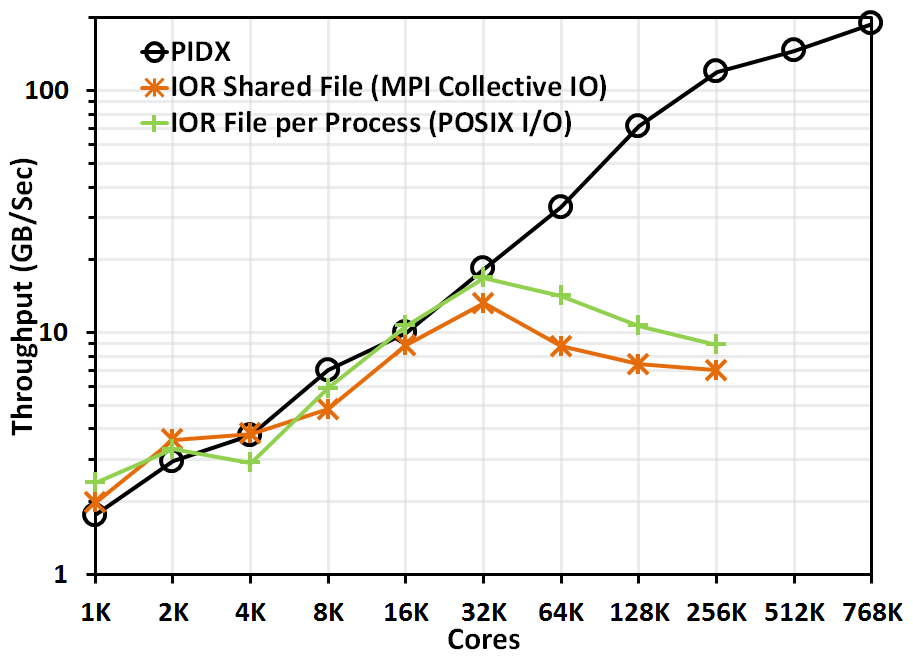 PIDX
IOR Shared File (MPI Collective IO)
IOR File per Process (POSIX I/O)
Throughput (GB/Sec)
100
10
1
1K 2K 4K 8K 16K 32K 64K 128K 256K 512K 768K
Cores